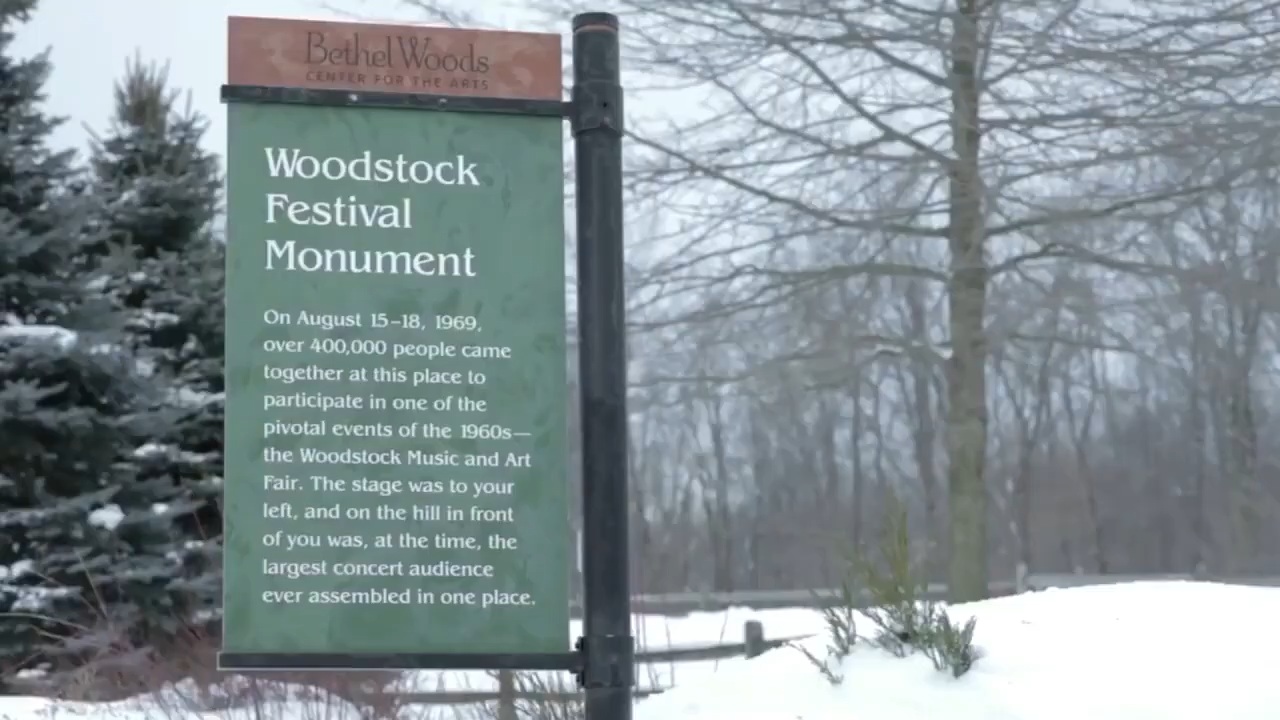 Bethel Woods
CENTER FOR THE ARTS
Woodstock
Festival
Monument
On August 15–18, 1969,
over 400,000 people came
together at this place to
participate in one of the
pivotal events of the 1960s—
the Woodstock Music and Art
Fair. The stage was to your
left, and on the hill in front
of you was, at the time, the
largest concert audience
ever assembled in one place.